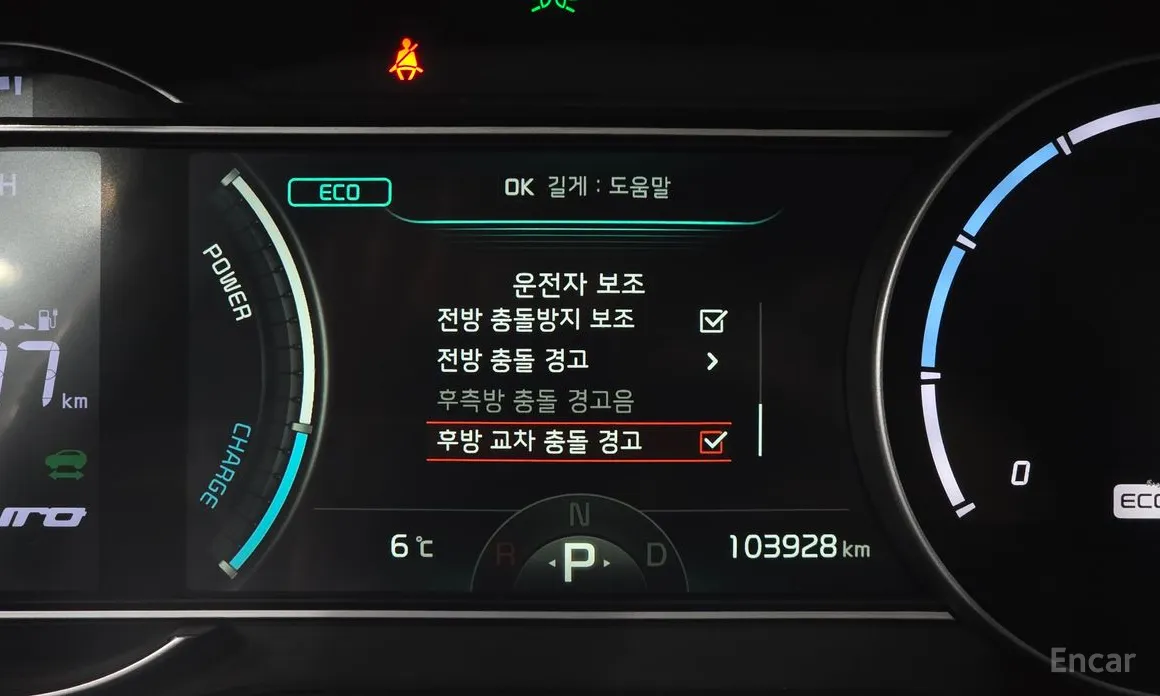 ECO
OK 길게 : 도움말
운전자 보조
전방 충돌방지 보조
전방 충돌 경고
후측방 충돌 경고음
후방 교차 충돌 경고
POWER
CHARGE
km
6 ℃
R N D
P
103928 km
0
Encar